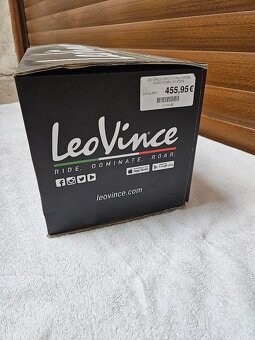 455,95 €
LeoVince
RIDE. DOMINATE. ROAR.
leovince.com